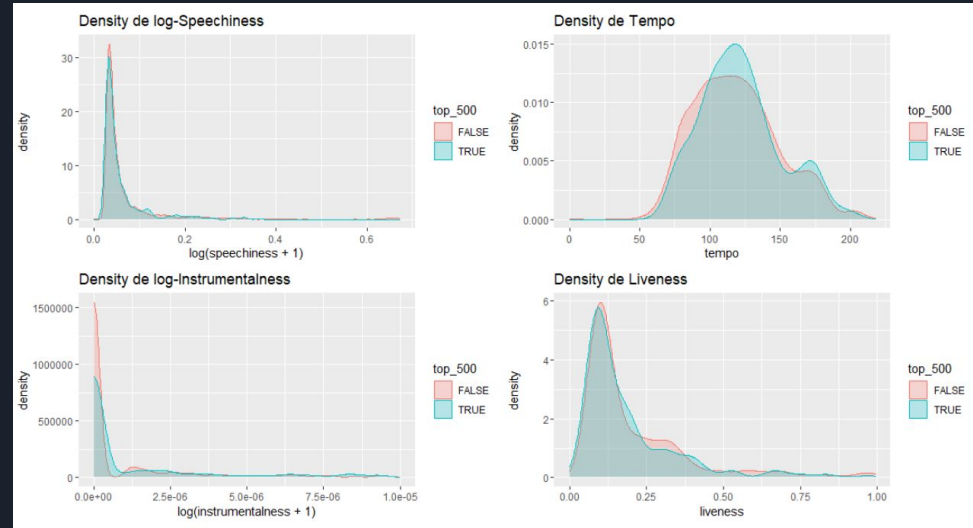 Density de log-Speechiness
density
30
20
10
0
0.0 0.2 0.4 0.6
log(speechiness + 1)
top_500
FALSE
TRUE
Density de Tempo
density
0.015
0.010
0.005
0.000
0 50 100 150 200
tempo
top_500
FALSE
TRUE
Density de log-Instrumentalness
density
1500000
1000000
500000
0
0.0e+00 2.5e-06 5.0e-06 7.5e-06 1.0e-05
log(instrumentalness + 1)
top_500
FALSE
TRUE
Density de Liveness
density
6
4
2
0
0.00 0.25 0.50 0.75 1.00
liveness
top_500
FALSE
TRUE